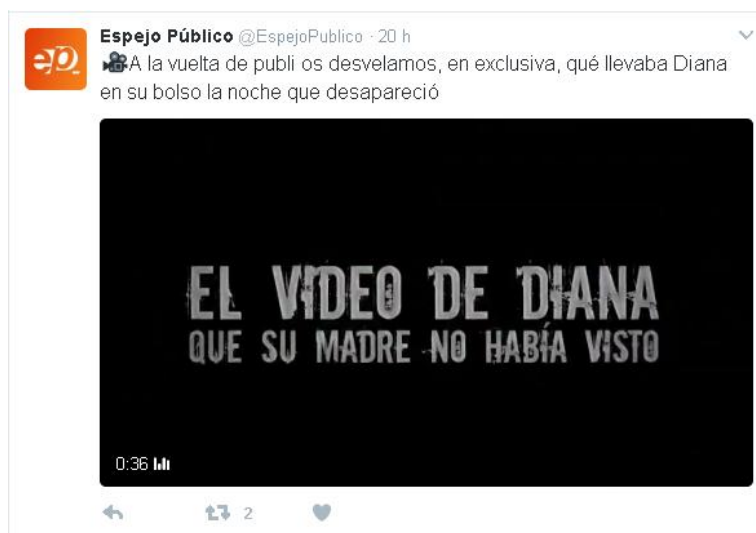 Espejo Público @EspejoPublico · 20 h
A la vuelta de publi os desvelamos, en exclusiva, qué llevaba Diana
en su bolso la noche que desapareció
ep
EL VIDEO DE DIANA
QUE SU MADRE NO HABÍA VISTO
0:36
2